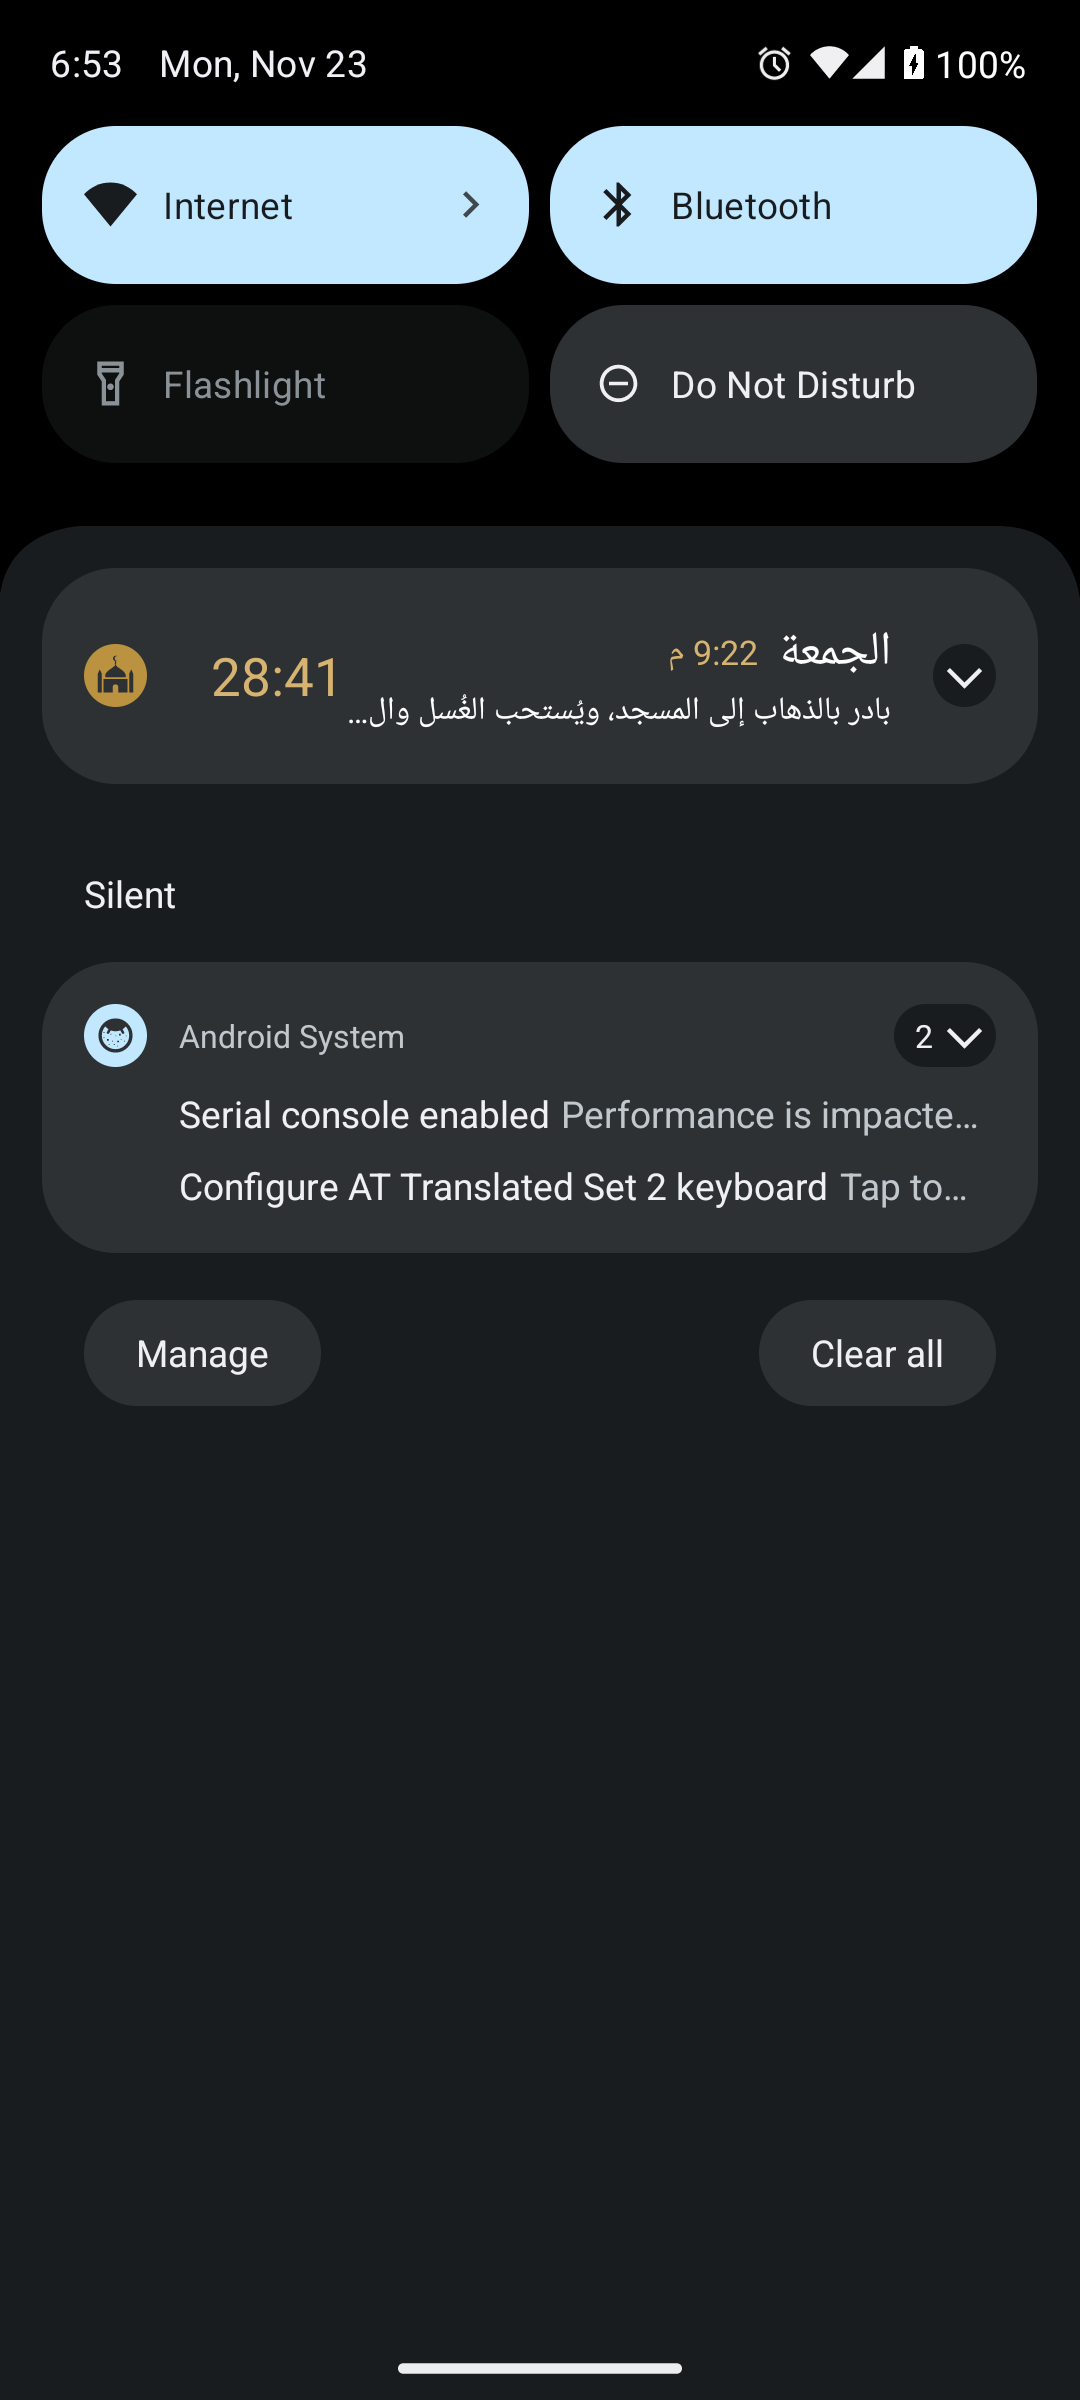 6:53 Mon, Nov 23 100%
Internet
Bluetooth
Flashlight
Do Not Disturb
الجمعة 9:22 م
28:41
بادر بالذهاب إلى المسجد، ويُستحب الغُسل وال…
Silent
Android System 2
Serial console enabled Performance is impacte…
Configure AT Translated Set 2 keyboard Tap to…
Manage
Clear all